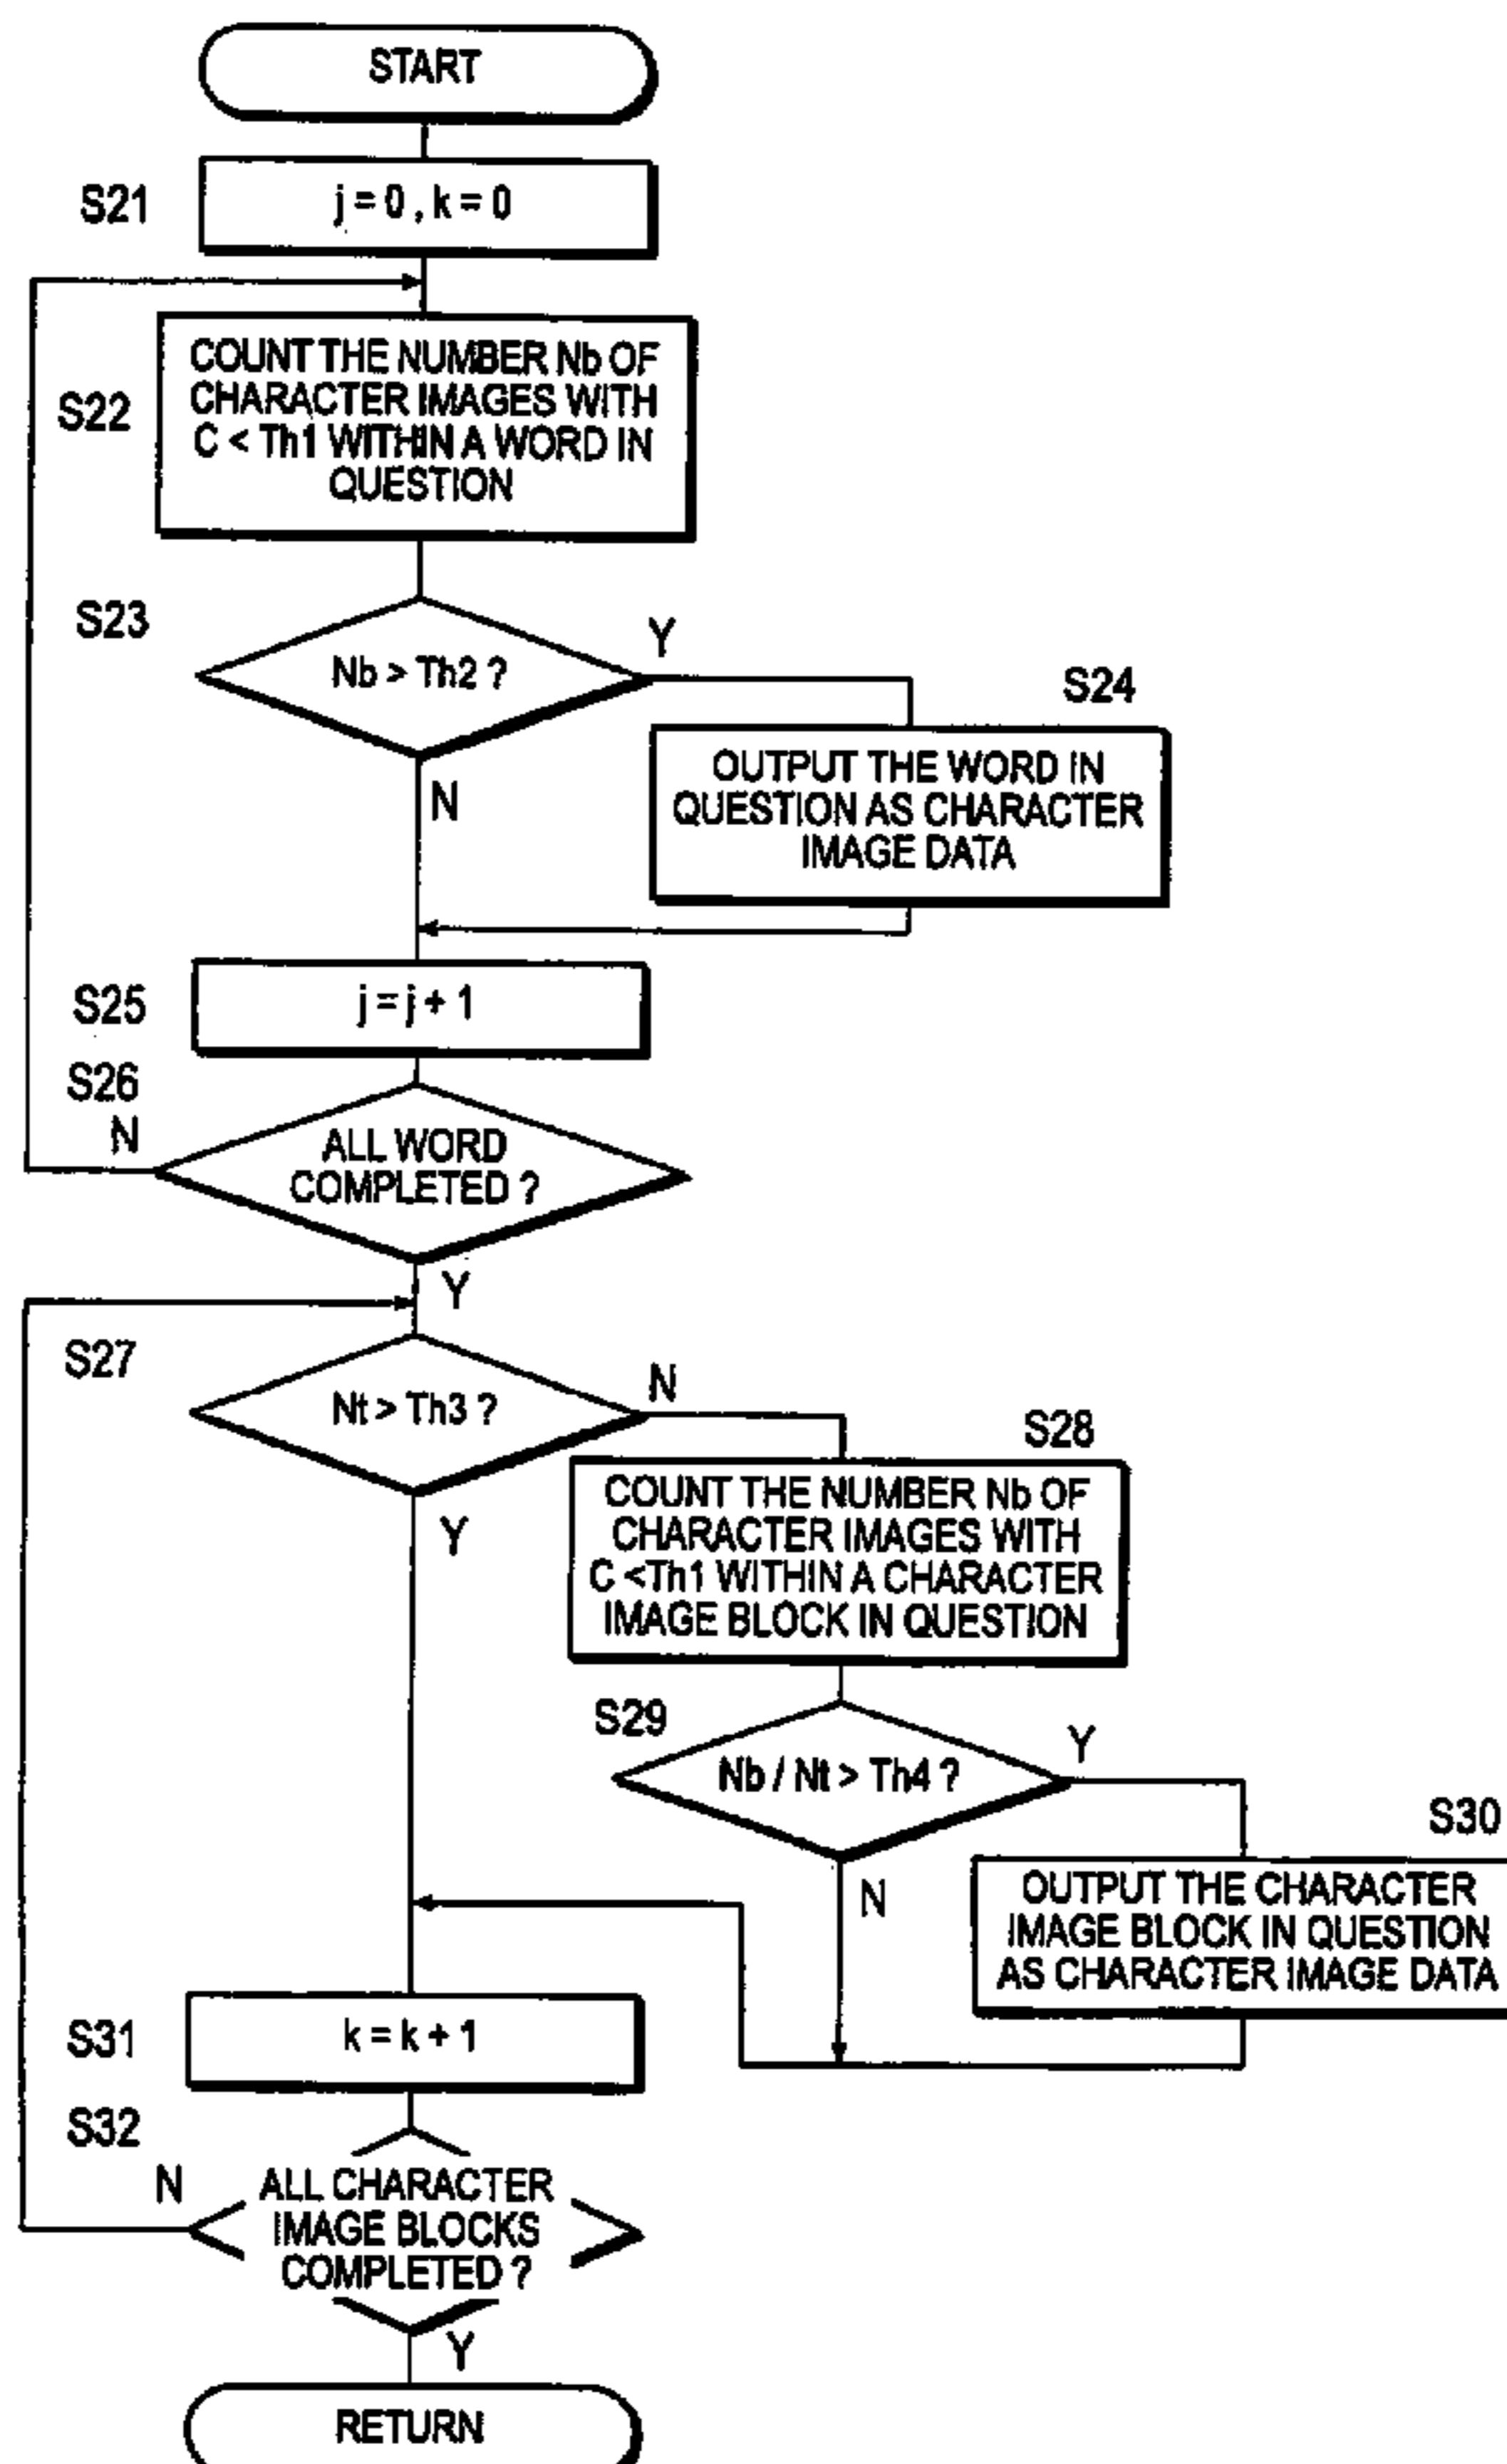 START
S21
j = 0 , k = 0
S22
COUNT THE NUMBER Nb OF
CHARACTER IMAGES WITH
C < Th1 WITHIN A WORD IN
QUESTION
S23
Nb > Th2 ?
Y
N
S24
OUTPUT THE WORD IN
QUESTION AS CHARACTER
IMAGE DATA
S25
j = j + 1
S26
N
ALL WORD
COMPLETED ?
Y
S27
Nt > Th3 ?
N
Y
S28
COUNT THE NUMBER Nb OF
CHARACTER IMAGES WITH
C <Th1 WITHIN A CHARACTER
IMAGE BLOCK IN QUESTION
S29
Nb / Nt > Th4 ?
Y
N
S30
OUTPUT THE CHARACTER
IMAGE BLOCK IN QUESTION
AS CHARACTER IMAGE DATA
S31
k = k + 1
S32
N
ALL CHARACTER
IMAGE BLOCKS
COMPLETED ?
Y
RETURN